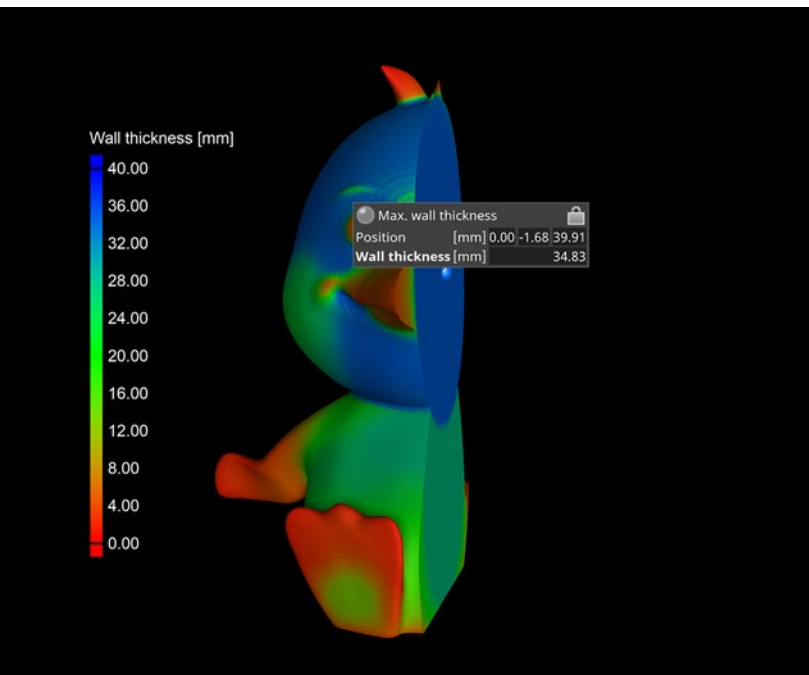 Wall thickness [mm]
40.00
36.00
32.00
28.00
24.00
20.00
16.00
12.00
8.00
4.00
0.00
Max. wall thickness
Position [mm] 0.00 -1.68 39.91
Wall thickness [mm] 34.83